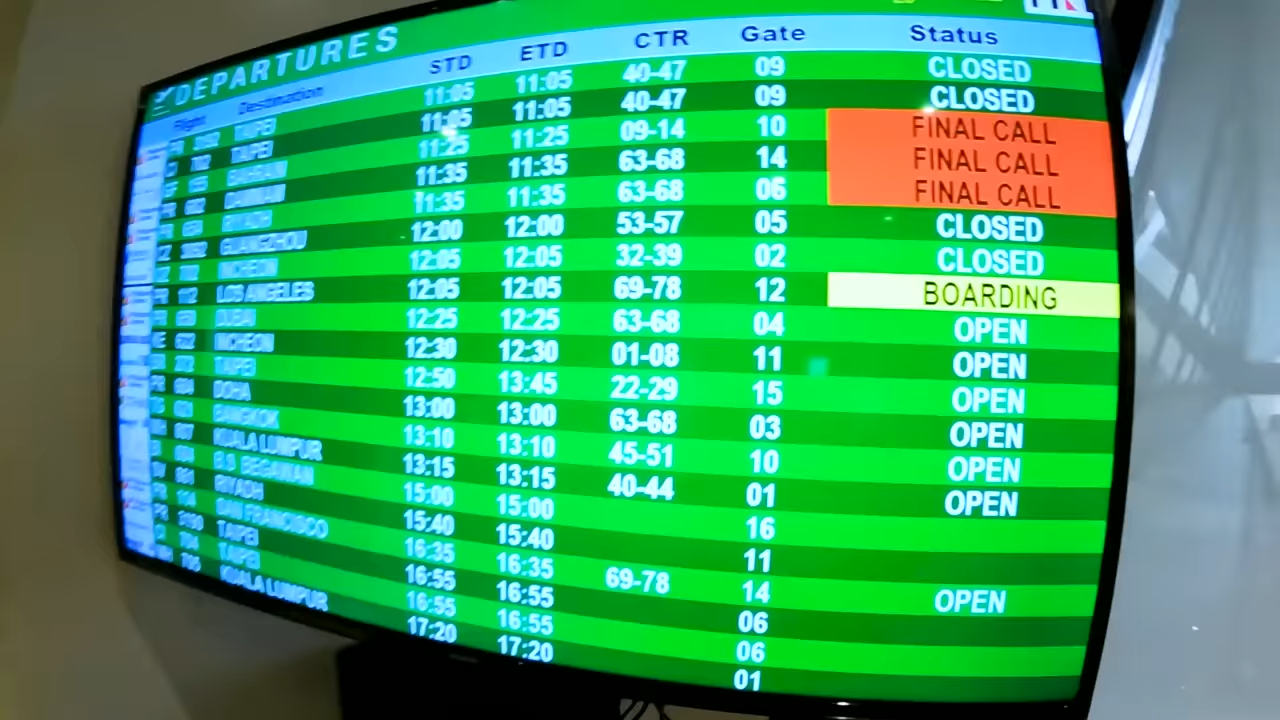 DEPARTURES
Flight Destination STD ETD CTR Gate Status
TAIPEI 11:05 11:05 40-47 09 CLOSED
TAIPEI 11:05 11:05 40-47 09 CLOSED
BAHRAIN 11:25 11:25 09-14 10 FINAL CALL
DAMMAM 11:35 11:35 63-68 14 FINAL CALL
RIYADH 11:35 11:35 63-68 06 FINAL CALL
GUANGZHOU 12:00 12:00 53-57 05 CLOSED
INCHEON 12:05 12:05 32-39 02 CLOSED
LOS ANGELES 12:05 12:05 69-78 12 BOARDING
DUBAI 12:25 12:25 63-68 04 OPEN
INCHEON 12:30 12:30 01-08 11 OPEN
TAIPEI 12:50 13:45 22-29 15 OPEN
DOHA 13:00 13:00 63-68 03 OPEN
BANGKOK 13:10 13:10 45-51 10 OPEN
KUALA LUMPUR 13:15 13:15 40-44 01 OPEN
B.S BEGAWAN 15:00 15:00 16
RIYADH 15:40 15:40 11
SAN FRANCISCO 16:35 16:35 69-78 14 OPEN
TAIPEI 16:55 16:55 06
TAIPEI 16:55 16:55 06
KUALA LUMPUR 17:20 17:20 01